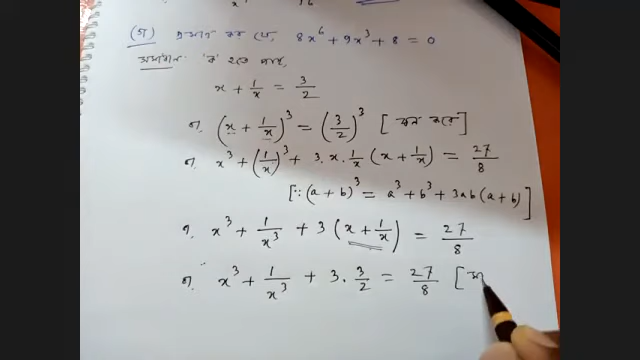 16
(গ) প্রমাণ কর যে, 8x⁶ + 9x³ + 8 = 0
সমাধান: 'ক' হতে পাই,
x + 1/x = 3/2
বা, (x + 1/x)³ = (3/2)³ [ঘন করে]
বা, x³ + (1/x)³ + 3.x.1/x (x + 1/x) = 27/8
[∵ (a + b)³ = a³ + b³ + 3ab(a + b)]
বা, x³ + 1/x³ + 3(x + 1/x) = 27/8
বা, x³ + 1/x³ + 3. 3/2 = 27/8 [